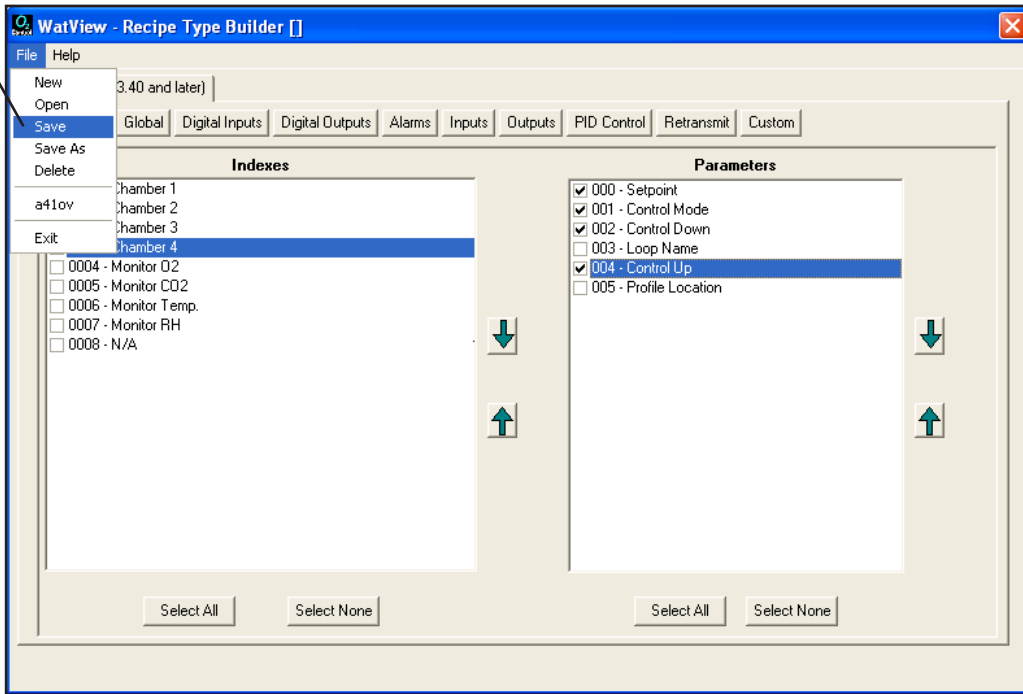 WatView - Recipe Type Builder []
File Help
New
Open
Save
Save As
Delete
a41ov
Exit
3.40 and later)
Global Digital Inputs Digital Outputs Alarms Inputs Outputs PID Control Retransmit Custom
Indexes
Chamber 1
Chamber 2
Chamber 3
Chamber 4
0004 - Monitor O2
0005 - Monitor CO2
0006 - Monitor Temp.
0007 - Monitor RH
0008 - N/A
Select All Select None
Parameters
000 - Setpoint
001 - Control Mode
002 - Control Down
003 - Loop Name
004 - Control Up
005 - Profile Location
Select All Select None